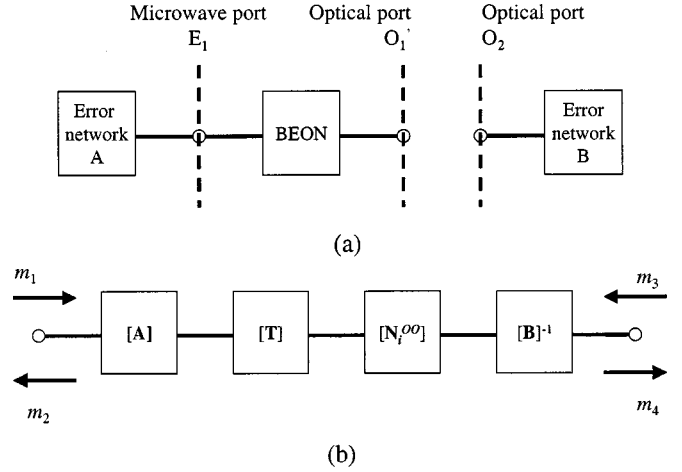 Microwave port Optical port Optical port
E1 O1' O2
Error network A
BEON
Error network B
(a)
m1 m3
[A] [T] [Ni^OO] [B]^-1
m2 m4
(b)